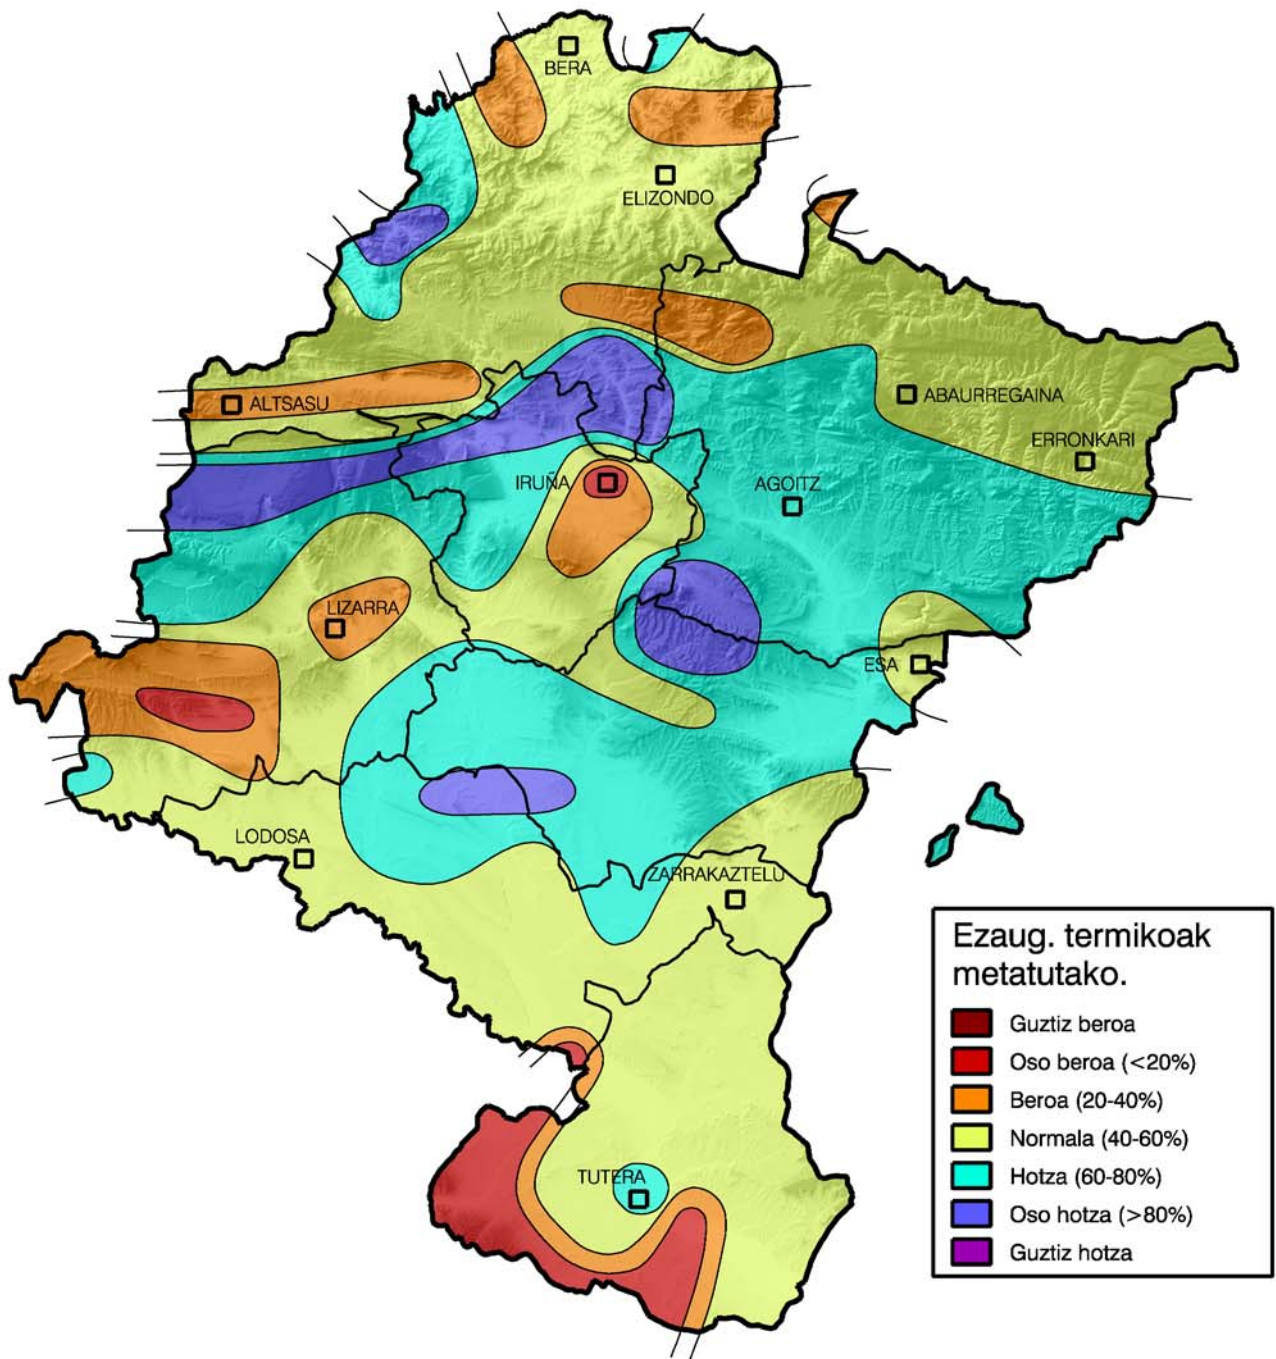 BERA
ELIZONDO
ALTSASU
ABAURREGAINA
ERRONKARI
IRUÑA
AGOITZ
LIZARRA
ESA
LODOSA
ZARRAKAZTELU
TUTERA
Ezaug. termikoak
metatutako.
Guztiz beroa
Oso beroa (<20%)
Beroa (20-40%)
Normala (40-60%)
Hotza (60-80%)
Oso hotza (>80%)
Guztiz hotza